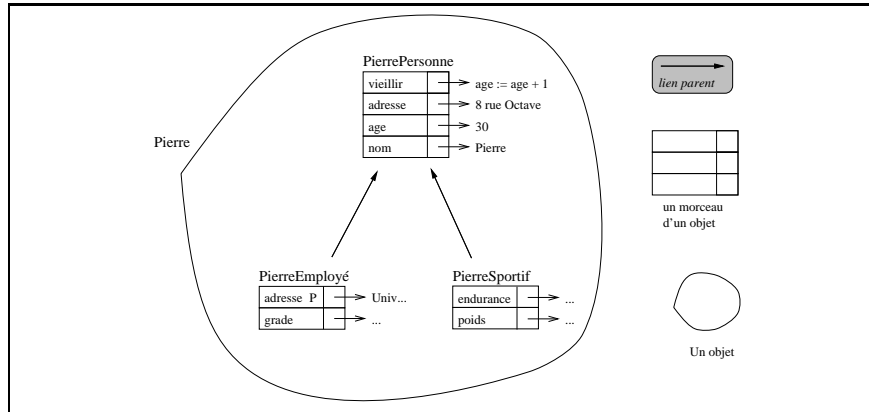 PierrePersonne
vieillir age := age + 1
adresse 8 rue Octave
age 30
nom Pierre
Pierre
PierreEmployé
adresse P Univ...
grade ...
PierreSportif
endurance ...
poids ...
lien parent
un morceau
d'un objet
Un objet